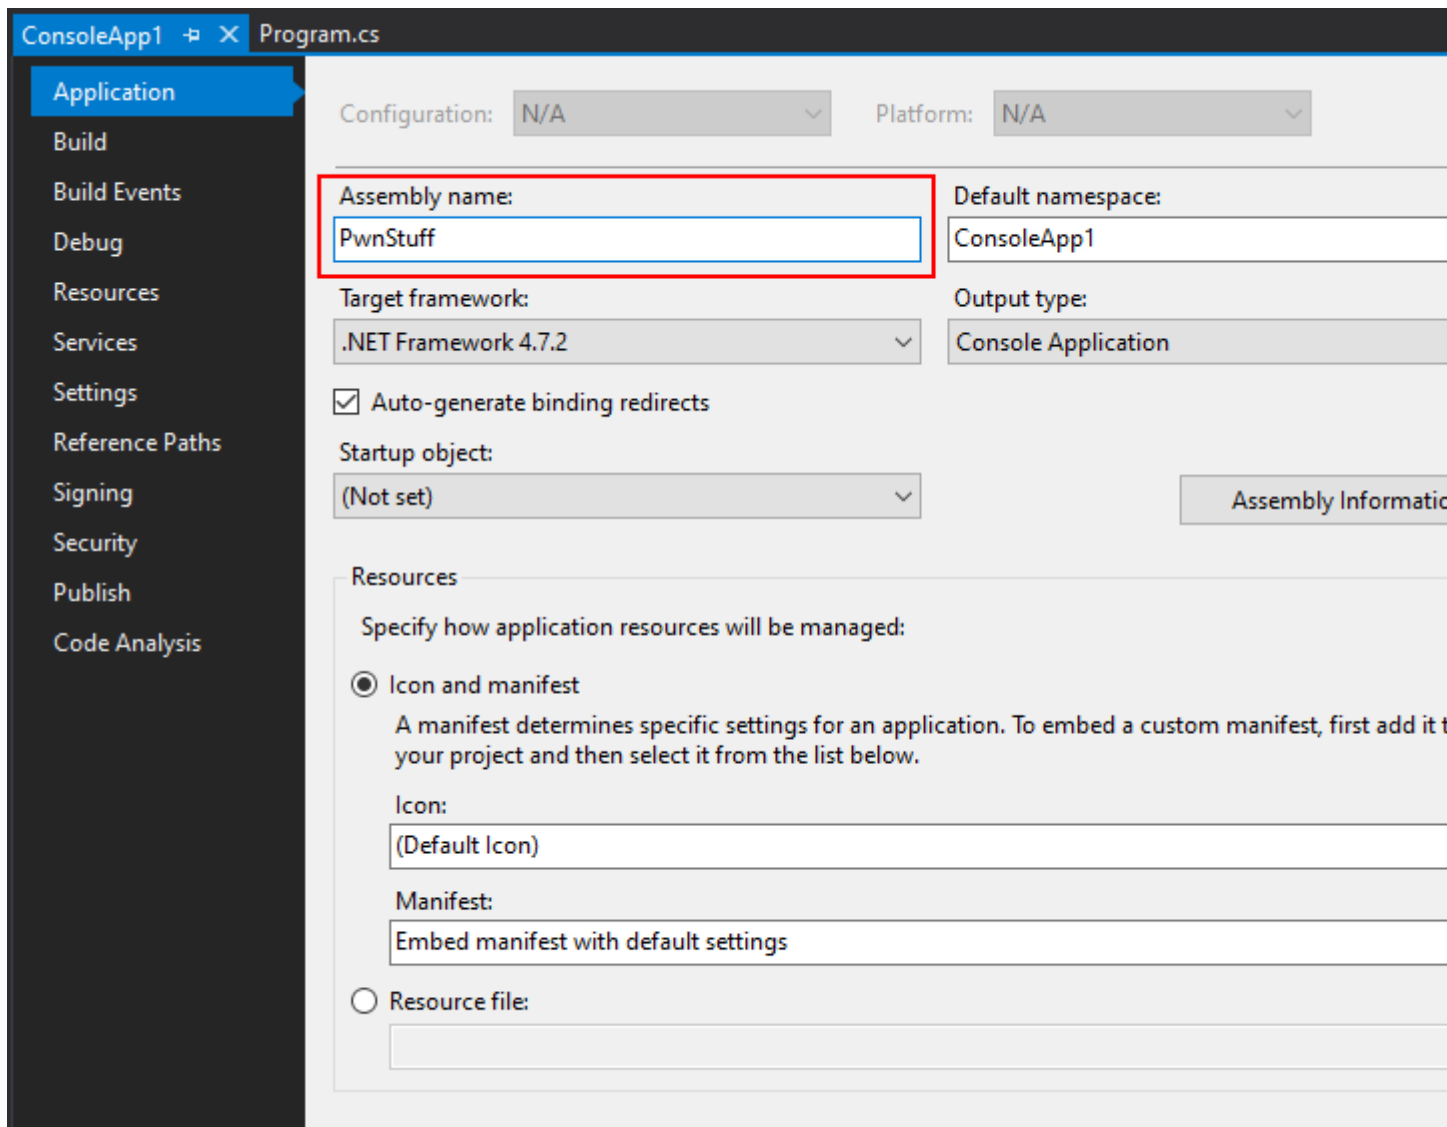 ConsoleApp1 Program.cs
Application
Build
Build Events
Debug
Resources
Services
Settings
Reference Paths
Signing
Security
Publish
Code Analysis
Configuration: N/A Platform: N/A
Assembly name: Default namespace:
PwnStuff ConsoleApp1
Target framework: Output type:
.NET Framework 4.7.2 Console Application
Auto-generate binding redirects
Startup object:
(Not set) Assembly Informatio
Resources
Specify how application resources will be managed:
Icon and manifest
A manifest determines specific settings for an application. To embed a custom manifest, first add it t
your project and then select it from the list below.
Icon:
(Default Icon)
Manifest:
Embed manifest with default settings
Resource file: